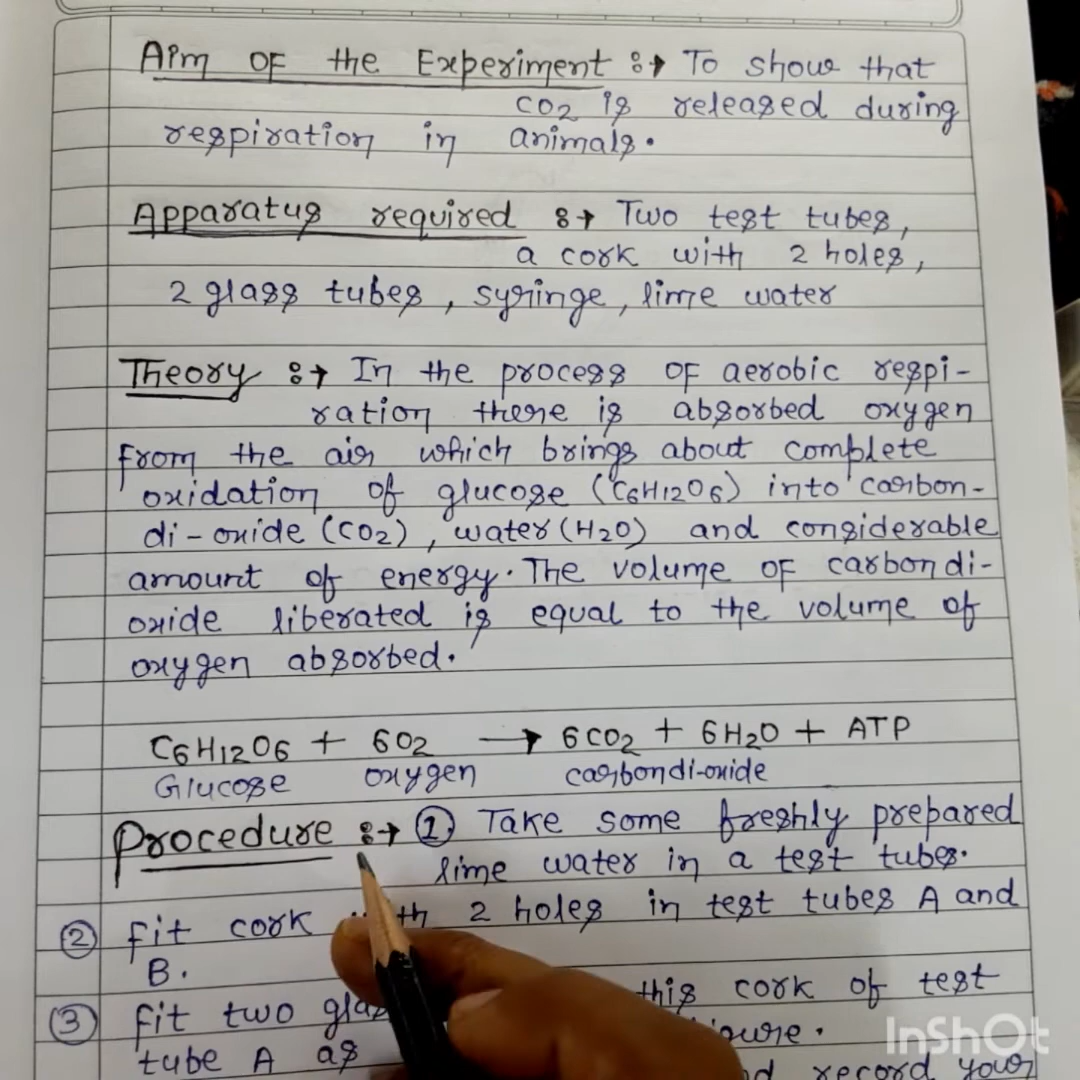 Aim OF the Experiment :→ To show that
CO2 is released during
respiration in animals.
Apparatus required :→ Two test tubes,
a cork with 2 holes,
2 glass tubes, syringe, lime water
Theory :→ In the process OF aerobic respi-
ration there is absorbed oxygen
From the air which brings about complete
oxidation of glucose (C6H12O6) into carbon-
di-oxide (CO2), water (H2O) and considerable
amount of energy. The volume OF carbondi-
oxide liberated is equal to the volume of
oxygen absorbed.
C6H12O6 + 6O2 → 6CO2 + 6H2O + ATP
Glucose oxygen carbondi-oxide
Procedure :→ ① Take some freshly prepared
lime water in a test tubes.
② Fit cork 2 holes in test tubes A and
B.
③ Fit two this cork of test
tube A as
record your
InShOt